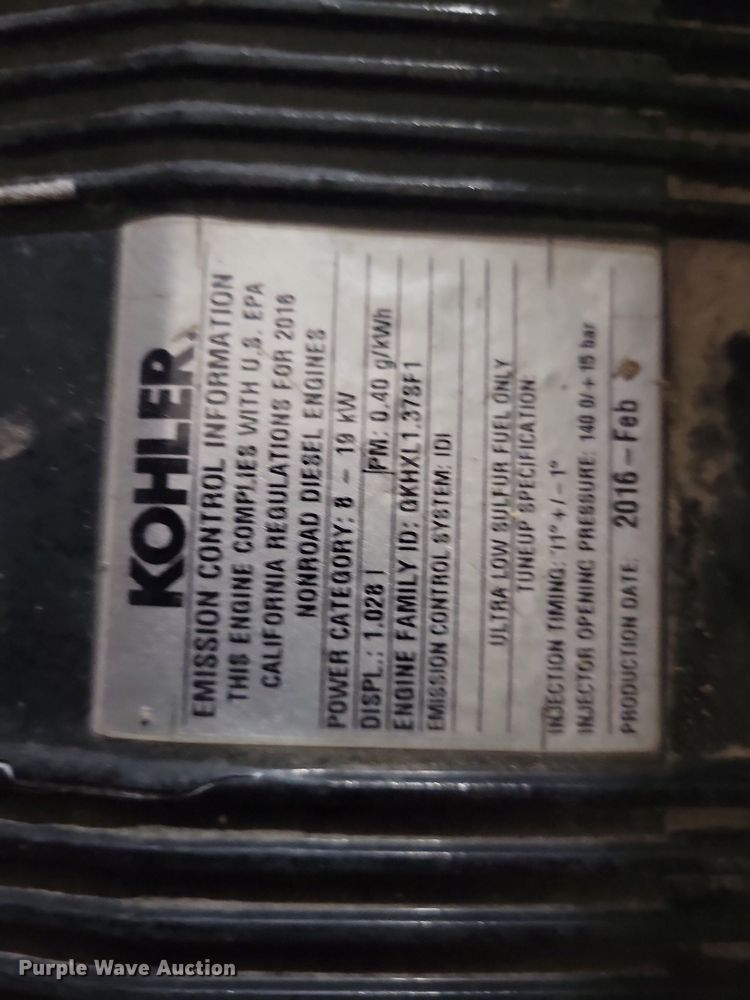 KOHLER
EMISSION CONTROL INFORMATION
THIS ENGINE COMPLIES WITH U.S. EPA
CALIFORNIA REGULATIONS FOR 2016
NONROAD DIESEL ENGINES
POWER CATEGORY: 8 – 19 kW
DISPL.: 1.028 l PM: 0.40 g/kWh
ENGINE FAMILY ID: GKHXL1.378F1
EMISSION CONTROL SYSTEM: IDI
ULTRA LOW SULFUR FUEL ONLY
TUNEUP SPECIFICATION:
INJECTION TIMING: +/– 1°
INJECTOR OPENING PRESSURE: 140 0/+15 bar
PRODUCTION DATE: 2016–Feb
Purple Wave Auction